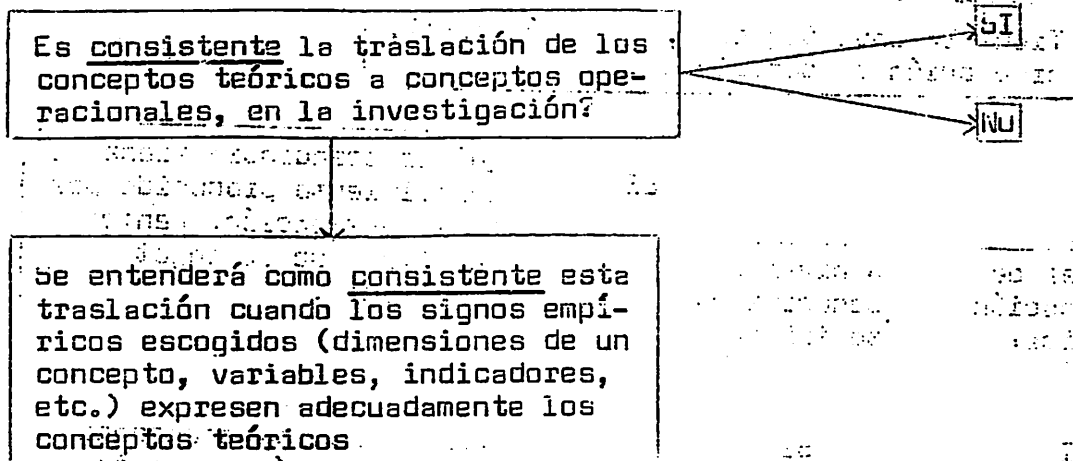 Es consistente la traslación de los
conceptos teóricos a conceptos ope-
racionales, en la investigación?
SI
NO
Se entenderá como consistente esta
traslación cuando los signos empí-
ricos escogidos (dimensiones de un
concepto, variables, indicadores,
etc.) expresen adecuadamente los
conceptos teóricos